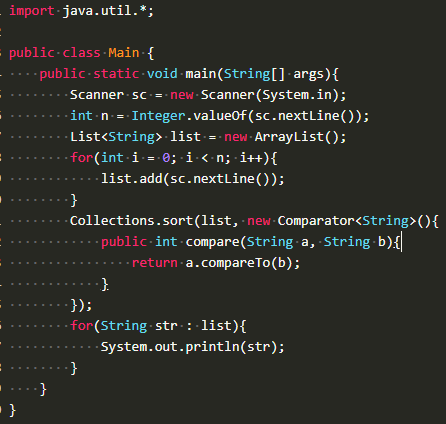 import java.util.*;
public class Main {
public static void main(String[] args){
Scanner sc = new Scanner(System.in);
int n = Integer.valueOf(sc.nextLine());
List<String> list = new ArrayList();
for(int i = 0; i < n; i++){
list.add(sc.nextLine());
}
Collections.sort(list, new Comparator<String>(){
public int compare(String a, String b){
return a.compareTo(b);
}
});
for(String str : list){
System.out.println(str);
}
}
}